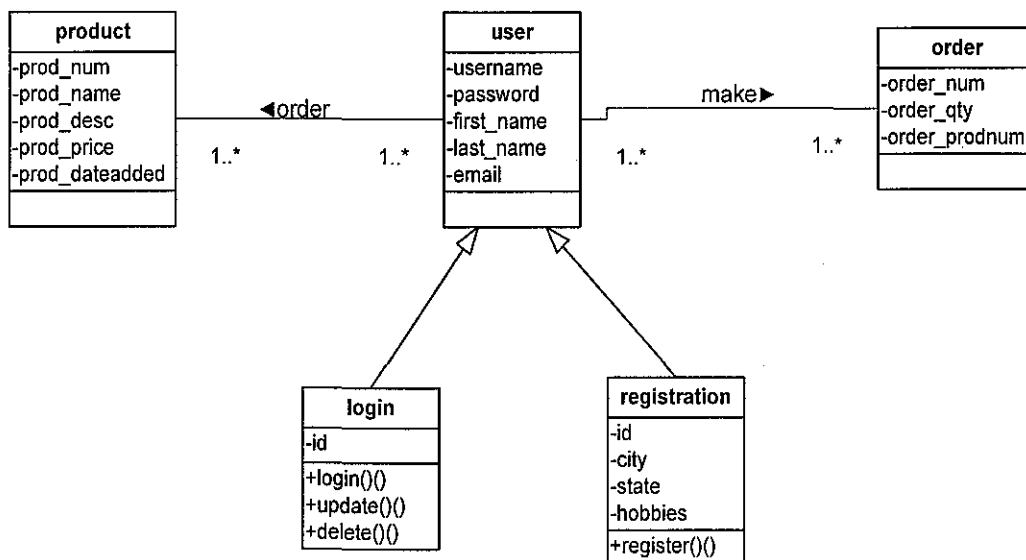 product
-prod_num
-prod_name
-prod_desc
-prod_price
-prod_dateadded
◄order
1..*
1..*
user
-username
-password
-first_name
-last_name
-email
make►
1..*
1..*
order
-order_num
-order_qty
-order_prodnum
login
-id
+login()()
+update()()
+delete()()
registration
-id
-city
-state
-hobbies
+register()()